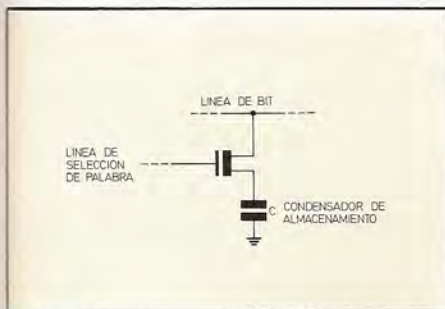 LINEA DE BIT
LINEA DE
SELECCION
DE PALABRA
C CONDENSADOR DE
ALMACENAMIENTO